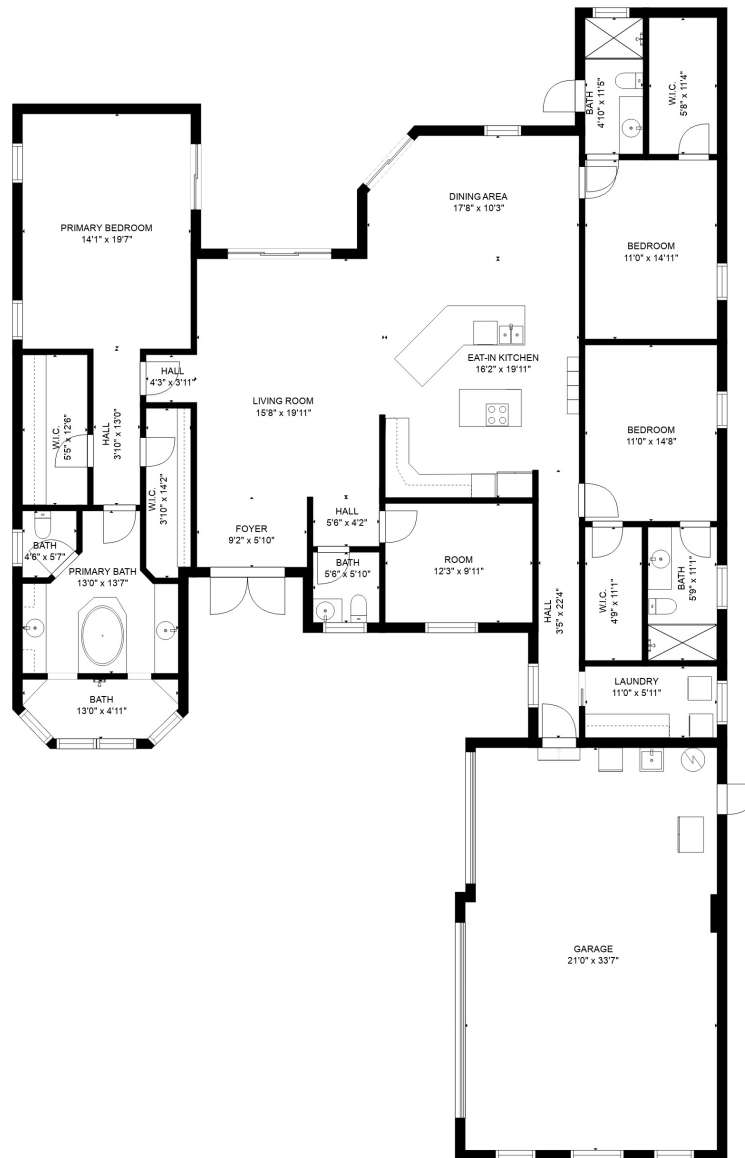 BATH
4'10" x 11'5"
W.I.C.
5'8" x 11'4"
DINING AREA
17'8" x 10'3"
PRIMARY BEDROOM
14'1" x 19'7"
BEDROOM
11'0" x 14'11"
EAT-IN KITCHEN
16'2" x 19'11"
HALL
4'3" x 3'11"
LIVING ROOM
15'8" x 19'11"
BEDROOM
11'0" x 14'8"
W.I.C.
5'5" x 12'6"
HALL
3'10" x 13'0"
W.I.C.
3'10" x 14'2"
FOYER
9'2" x 5'10"
HALL
5'6" x 4'2"
BATH
4'6" x 5'7"
PRIMARY BATH
13'0" x 13'7"
BATH
5'6" x 5'10"
ROOM
12'3" x 9'11"
HALL
3'5" x 22'4"
W.I.C.
4'9" x 11'1"
BATH
5'9" x 11'1"
LAUNDRY
11'0" x 5'11"
BATH
13'0" x 4'11"
GARAGE
21'0" x 33'7"